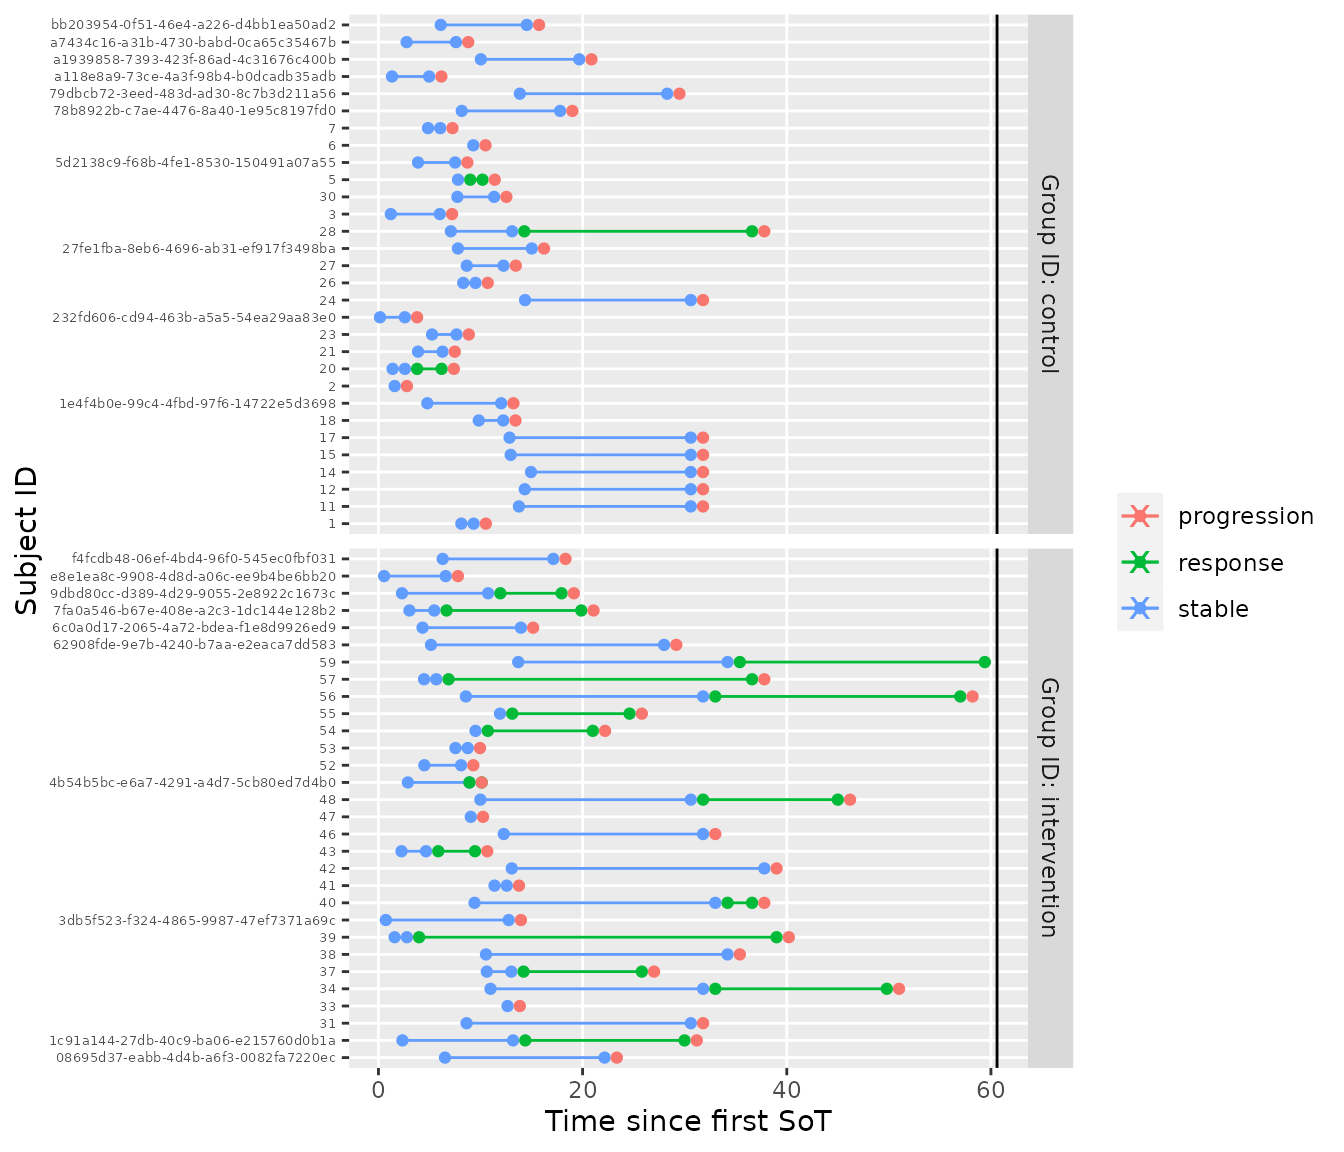 bb203954-0f51-46e4-a226-d4bb1ea50ad2
a7434c16-a31b-4730-babd-0ca65c35467b
a1939858-7393-423f-86ad-4c31676c400b
a118e8a9-73ce-4a3f-98b4-b0dcadb35adb
79dbcb72-3eed-483d-ad30-8c7b3d211a56
78b8922b-c7ae-4476-8a40-1e95c8197fd0
7
6
5d2138c9-f68b-4fe1-8530-150491a07a55
5
30
3
28
27fe1fba-8eb6-4696-ab31-ef917f3498ba
27
26
24
232fd606-cd94-463b-a5a5-54ea29aa83e0
23
21
20
2
1e4f4b0e-99c4-4fbd-97f6-14722e5d3698
18
17
15
14
12
11
1
Group ID: control
f4fcdb48-06ef-4bd4-96f0-545ec0fbf031
e8e1ea8c-9908-4d8d-a06c-ee9b4be6bb20
9dbd80cc-d389-4d29-9055-2e8922c1673c
7fa0a546-b67e-408e-a2c3-1dc144e128b2
6c0a0d17-2065-4a72-bdea-f1e8d9926ed9
62908fde-9e7b-4240-b7aa-e2eaca7dd583
59
57
56
55
54
53
52
4b54b5bc-e6a7-4291-a4d7-5cb80ed7d4b0
48
47
46
43
42
41
40
3db5f523-f324-4865-9987-47ef7371a69c
39
38
37
34
33
31
1c91a144-27db-40c9-ba06-e215760d0b1a
08695d37-eabb-4d4b-a6f3-0082fa7220ec
Group ID: intervention
Subject ID
0 20 40 60
Time since first SoT
progression
response
stable